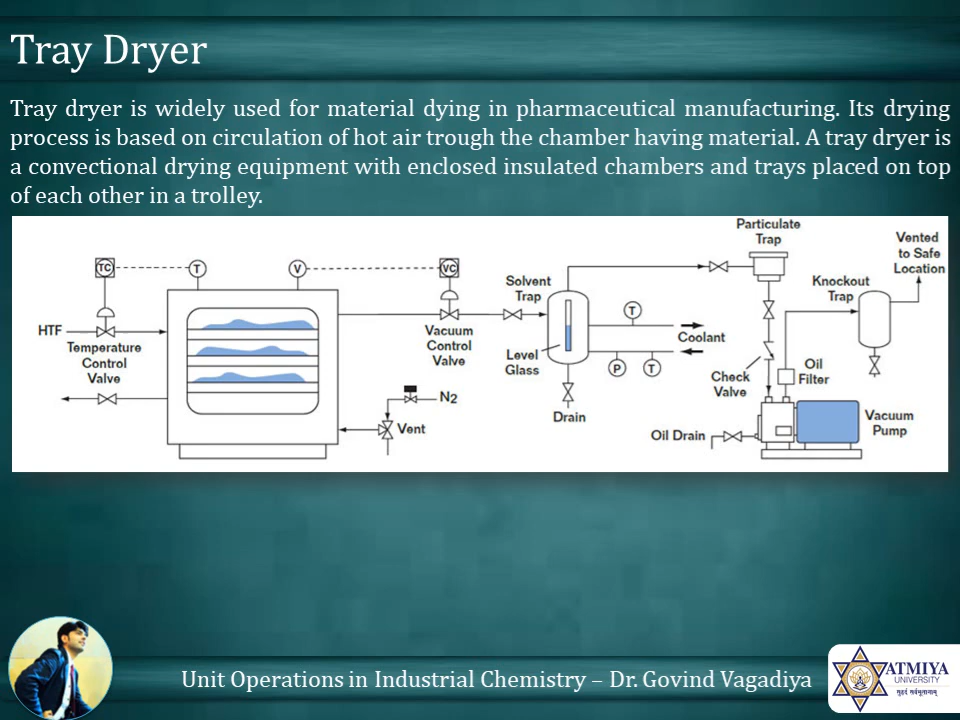 Tray Dryer
Tray dryer is widely used for material dying in pharmaceutical manufacturing. Its drying
process is based on circulation of hot air trough the chamber having material. A tray dryer is
a convectional drying equipment with enclosed insulated chambers and trays placed on top
of each other in a trolley.
Particulate
Trap
Vented
to Safe
Location
TC
T
V
VC
Solvent
Trap
Knockout
Trap
HTF
Temperature
Control
Valve
Vacuum
Control
Valve
Level
Glass
T
Coolant
P
T
Check
Valve
Oil
Filter
N2
Vent
Drain
Oil Drain
Vacuum
Pump
Unit Operations in Industrial Chemistry – Dr. Govind Vagadiya
ATMIYA
UNIVERSITY
सुहृदं सर्वभूतानाम्